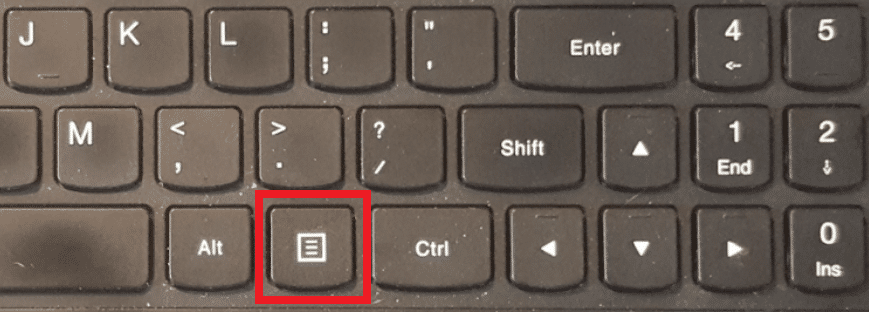 J K L : ; " ' Enter 4 5
M < , > . ? / Shift 1 End 2
Alt Ctrl 0 Ins